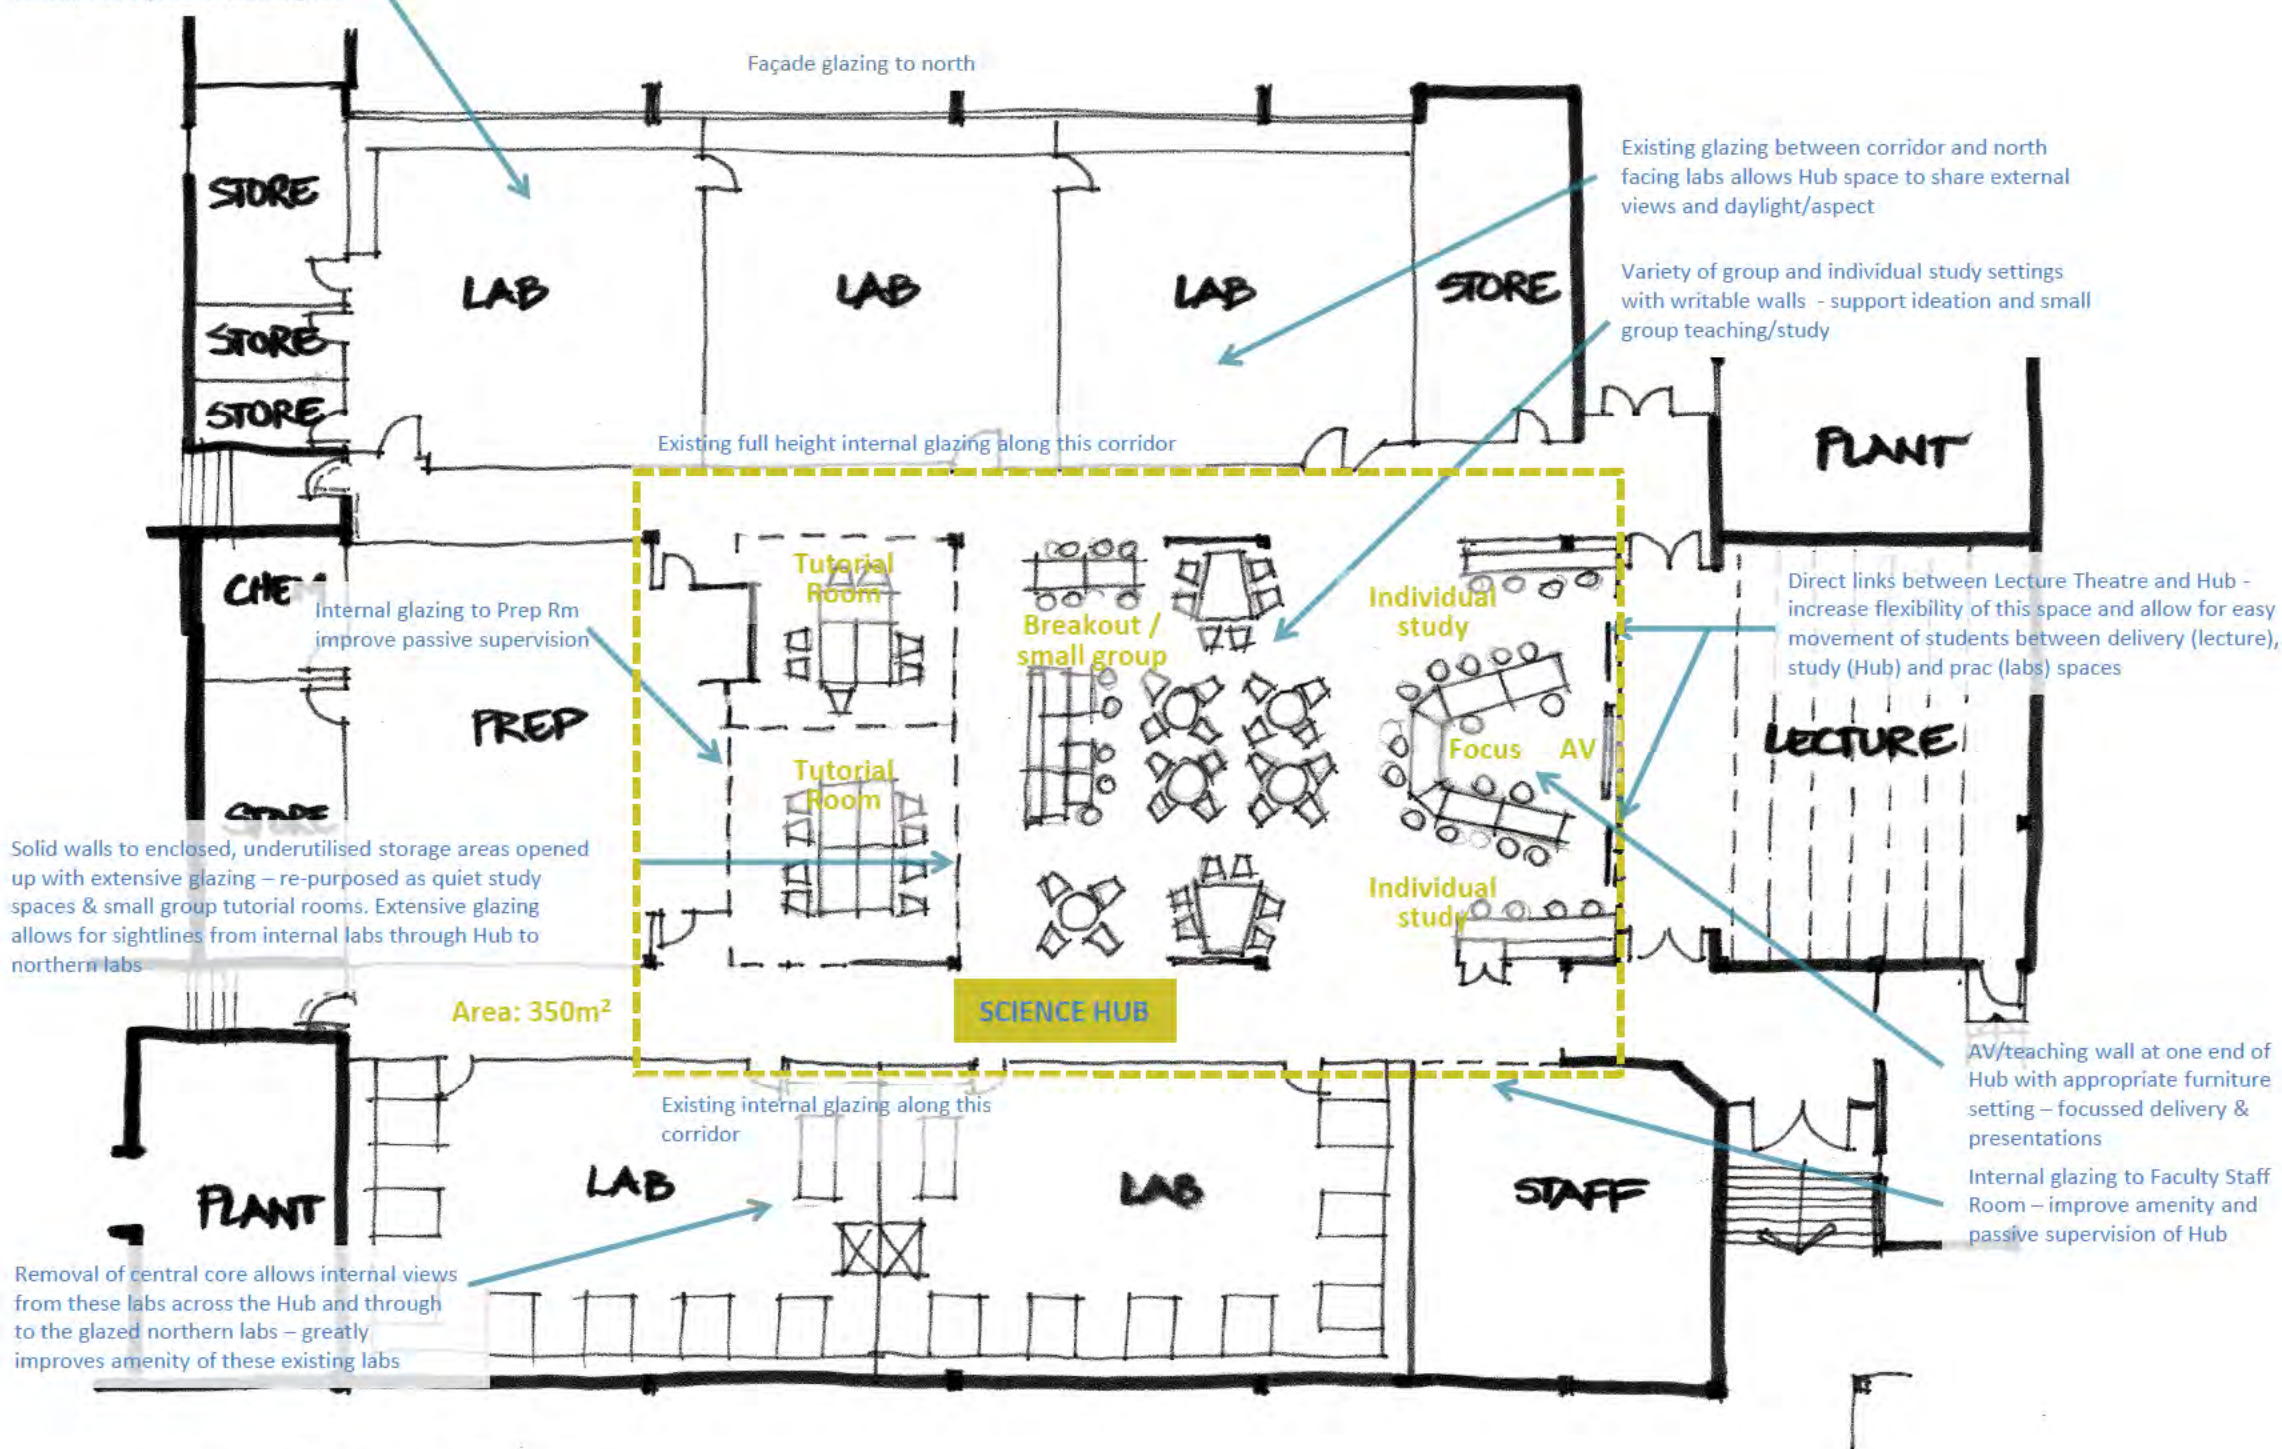 Façade glazing to north
Existing glazing between corridor and north
facing labs allows Hub space to share external
views and daylight/aspect
STORE
LAB
LAB
LAB
STORE
Variety of group and individual study settings
with writable walls - support ideation and small
group teaching/study
STORE
STORE
Existing full height internal glazing along this corridor
PLANT
CHEM
Internal glazing to Prep Rm
improve passive supervision
Tutorial
Room
Breakout /
small group
Individual
study
Direct links between Lecture Theatre and Hub -
increase flexibility of this space and allow for easy
movement of students between delivery (lecture),
study (Hub) and prac (labs) spaces
PREP
Tutorial
Room
Focus
AV
LECTURE
STORE
Solid walls to enclosed, underutilised storage areas opened
up with extensive glazing – re-purposed as quiet study
spaces & small group tutorial rooms. Extensive glazing
allows for sightlines from internal labs through Hub to
northern labs
Individual
study
Area: 350m²
SCIENCE HUB
AV/teaching wall at one end of
Hub with appropriate furniture
setting – focussed delivery &
presentations
Existing internal glazing along this
corridor
PLANT
LAB
LAB
STAFF
Internal glazing to Faculty Staff
Room – improve amenity and
passive supervision of Hub
Removal of central core allows internal views
from these labs across the Hub and through
to the glazed northern labs – greatly
improves amenity of these existing labs